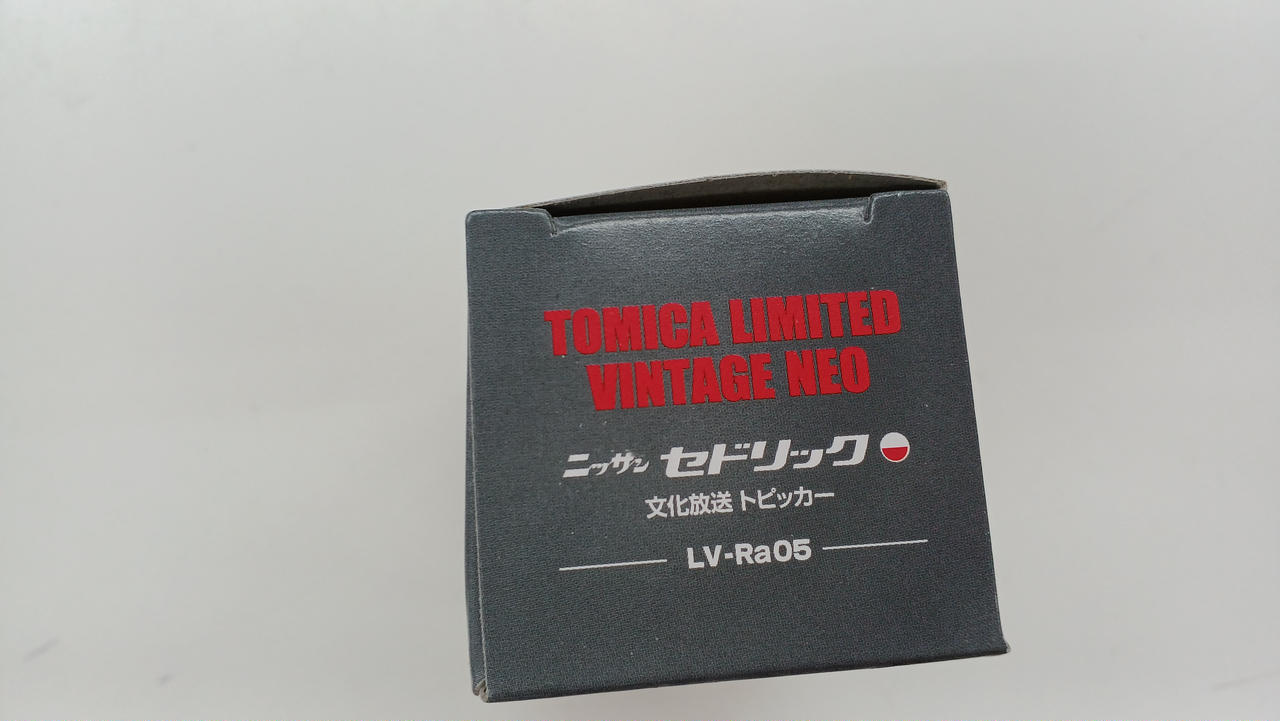 TOMICA LIMITED
VINTAGE NEO
ニッサン セドリック
文化放送 トピッカー
LV-Ra05